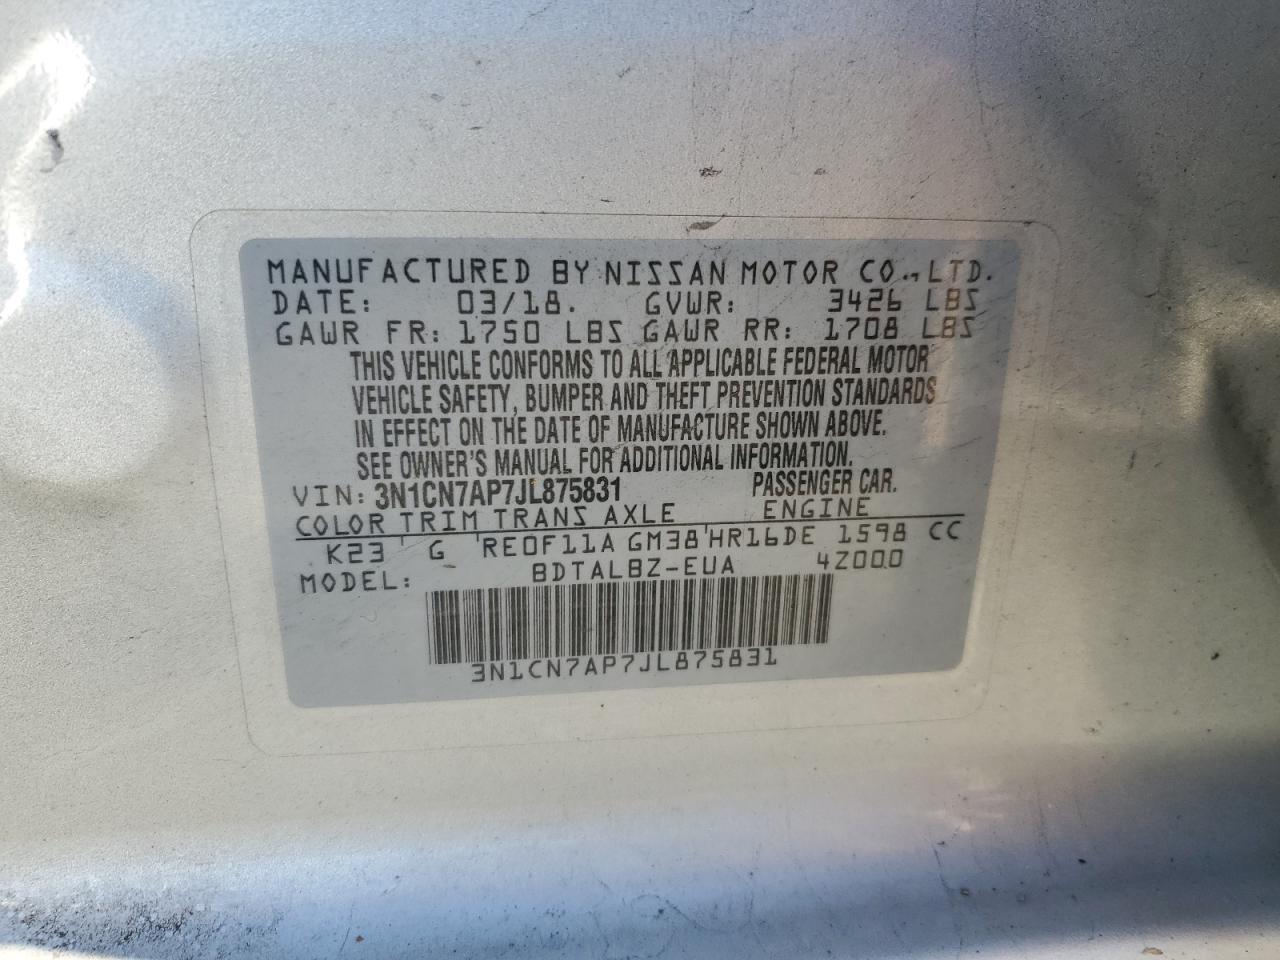 MANUFACTURED BY NISSAN MOTOR CO., LTD.
DATE: 03/18. GVWR: 3426 LBS
GAWR FR: 1750 LBS GAWR RR: 1708 LBS
THIS VEHICLE CONFORMS TO ALL APPLICABLE FEDERAL MOTOR
VEHICLE SAFETY, BUMPER AND THEFT PREVENTION STANDARDS
IN EFFECT ON THE DATE OF MANUFACTURE SHOWN ABOVE.
SEE OWNER'S MANUAL FOR ADDITIONAL INFORMATION.
VIN: 3N1CN7AP7JL875831 PASSENGER CAR.
COLOR TRIM TRANS AXLE ENGINE
K23 ' G ' RE0F11A GM38 ' HR16DE 1598 CC
MODEL: BDTALBZ-EUA 4Z000
3N1CN7AP7JL875831